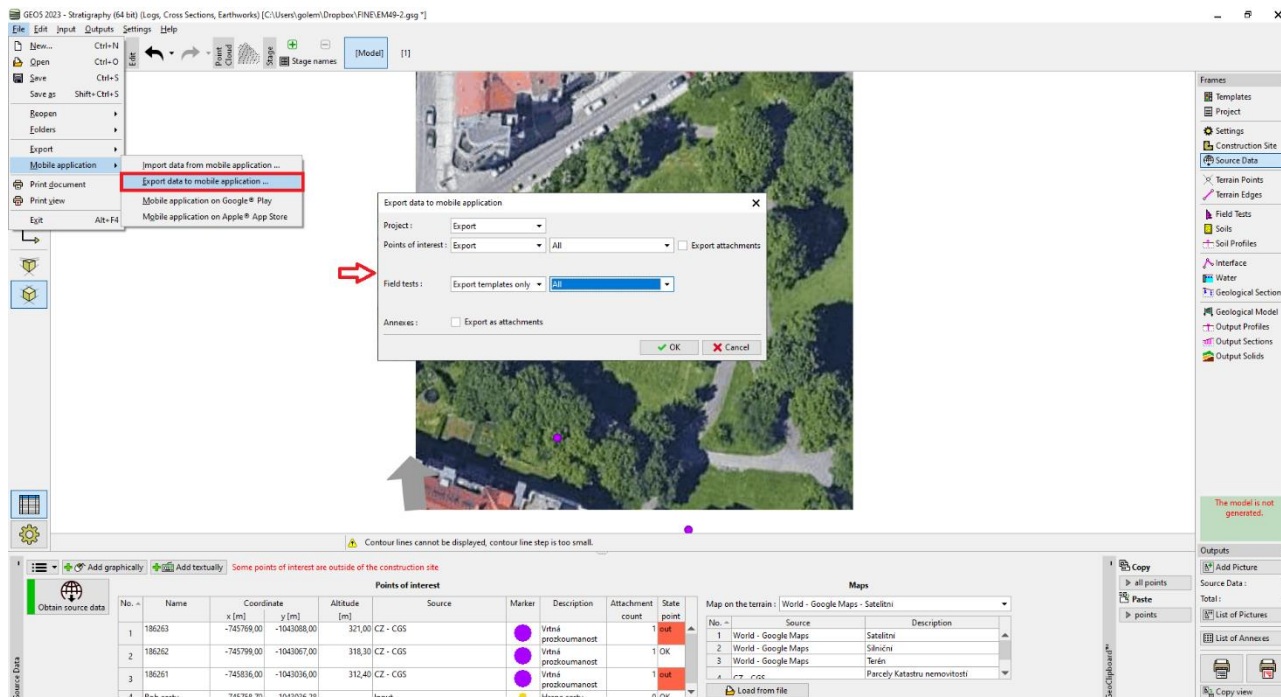 GEO5 2023 - Stratigraphy (64 bit) (Logs, Cross Sections, Earthworks) [C:\Users\golem\Dropbox\FINE\EM49-2.gsg *]
File Edit Input Outputs Settings Help
New... Ctrl+N
Open Ctrl+O
Save Ctrl+S
Save as Shift+Ctrl+S
Reopen
Folders
Export
Mobile application
Print document
Print view
Exit Alt+F4
Import data from mobile application ...
Export data to mobile application ...
Mobile application on Google® Play
Mobile application on Apple® App Store
Edit
Point Cloud
Stage
Stage names
[Model]
[1]
Export data to mobile application
Project : Export
Points of interest : Export All Export attachments
Field tests : Export templates only All
Annexes : Export as attachments
OK Cancel
Frames
Templates
Project
Settings
Construction Site
Source Data
Terrain Points
Terrain Edges
Field Tests
Soils
Soil Profiles
Interface
Water
Geological Section
Geological Model
Output Profiles
Output Sections
Output Solids
The model is not generated.
Contour lines cannot be displayed, contour line step is too small.
Add graphically Add textually Some points of interest are outside of the construction site
Obtain source data
Points of interest
No. Name Coordinate Altitude Source Marker Description Attachment State
x [m] y [m] [m] count point
1 186263 -745769,00 -1043088,00 321,00 CZ - CGS Vrtná prozkoumanost 1 out
2 186262 -745799,00 -1043067,00 318,30 CZ - CGS Vrtná prozkoumanost 1 OK
3 186261 -745836,00 -1043036,00 312,40 CZ - CGS Vrtná prozkoumanost 1 out
Maps
Map on the terrain : World - Google Maps - Satelitní
No. Source Description
1 World - Google Maps Satelitní
2 World - Google Maps Silniční
3 World - Google Maps Terén
4 CZ - CGS Parcely Katastru nemovitostí
Load from file
Source Data
GeoClipboard™
Copy
all points
Paste
points
Outputs
Add Picture
Source Data :
Total :
List of Pictures
List of Annexes
Copy view